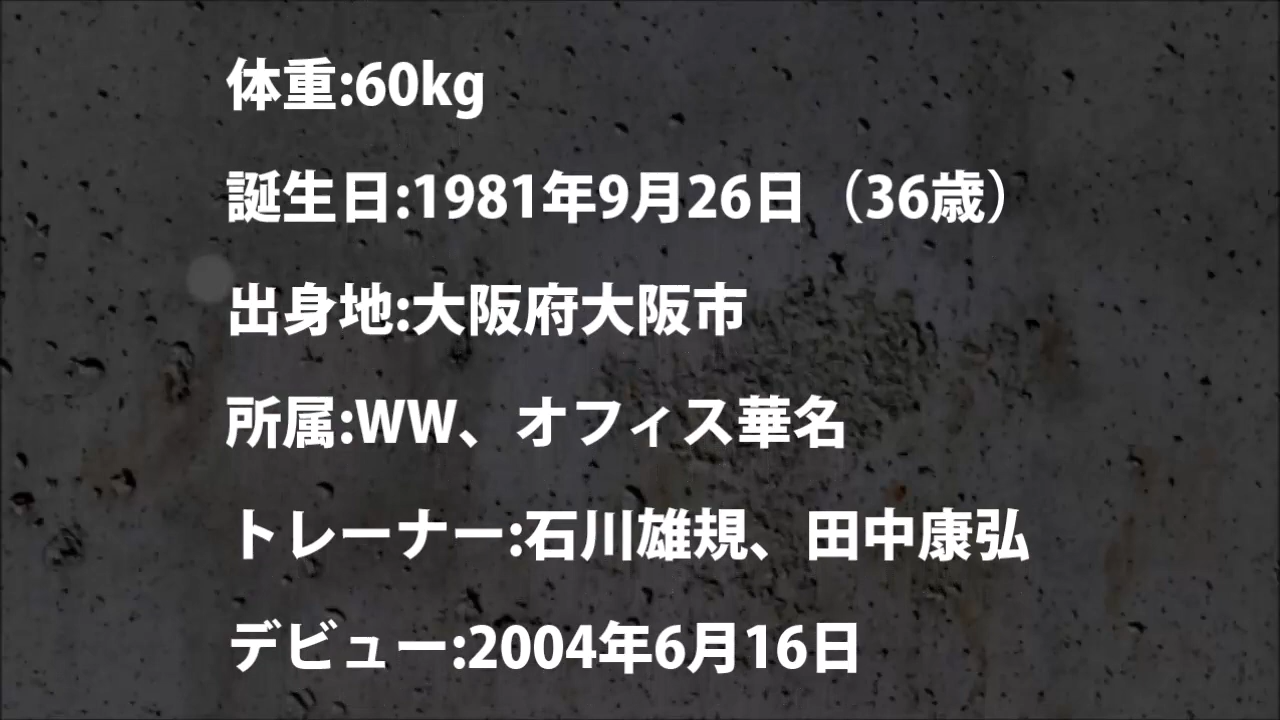 体重:60kg
誕生日:1981年9月26日（36歳）
出身地:大阪府大阪市
所属:WW、オフィス華名
トレーナー:石川雄規、田中康弘
デビュー:2004年6月16日